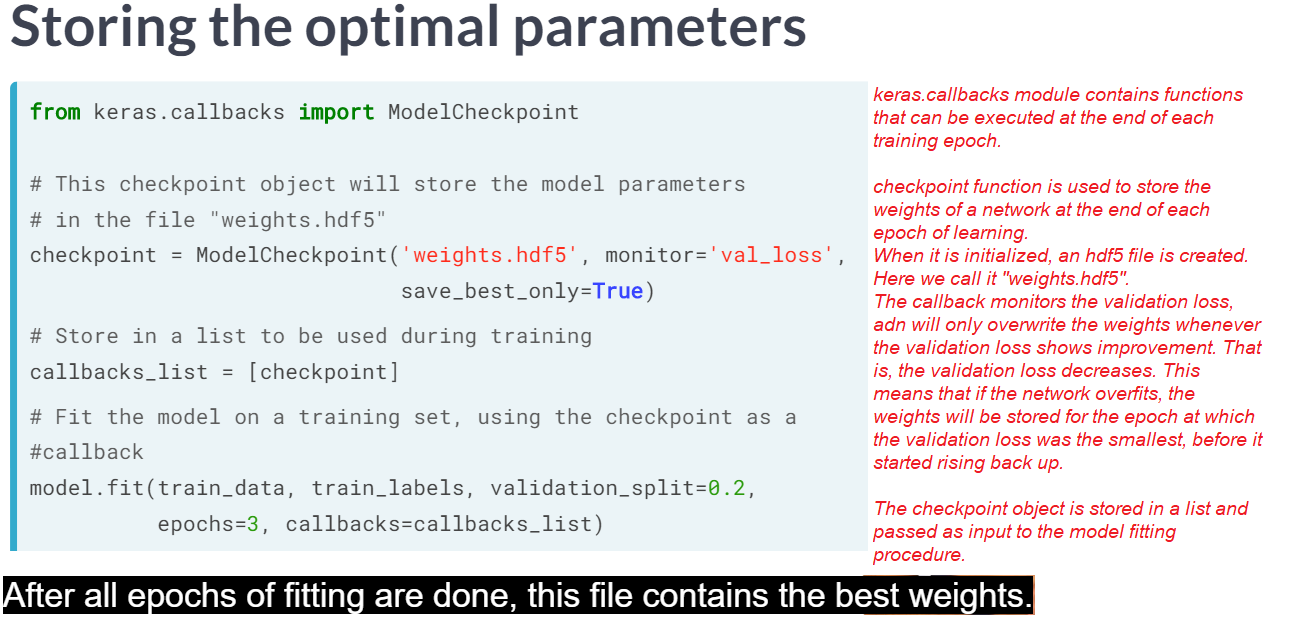 Storing the optimal parameters
from keras.callbacks import ModelCheckpoint
# This checkpoint object will store the model parameters
# in the file "weights.hdf5"
checkpoint = ModelCheckpoint('weights.hdf5', monitor='val_loss',
save_best_only=True)
# Store in a list to be used during training
callbacks_list = [checkpoint]
# Fit the model on a training set, using the checkpoint as a
#callback
model.fit(train_data, train_labels, validation_split=0.2,
epochs=3, callbacks=callbacks_list)
keras.callbacks module contains functions
that can be executed at the end of each
training epoch.
checkpoint function is used to store the
weights of a network at the end of each
epoch of learning.
When it is initialized, an hdf5 file is created.
Here we call it "weights.hdf5".
The callback monitors the validation loss,
adn will only overwrite the weights whenever
the validation loss shows improvement. That
is, the validation loss decreases. This
means that if the network overfits, the
weights will be stored for the epoch at which
the validation loss was the smallest, before it
started rising back up.
The checkpoint object is stored in a list and
passed as input to the model fitting
procedure.
After all epochs of fitting are done, this file contains the best weights.